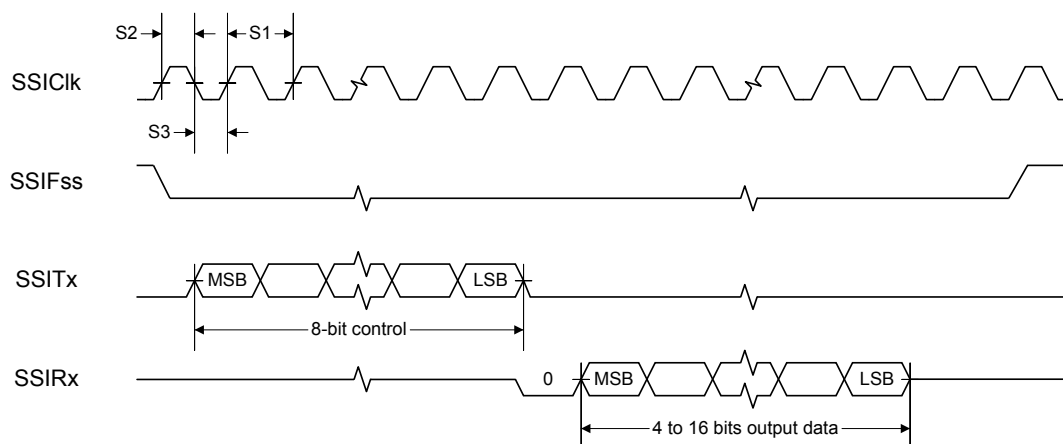 S2
S1
SSIClk
S3
SSIFss
SSITx
MSB
LSB
8-bit control
SSIRx
0
MSB
LSB
4 to 16 bits output data